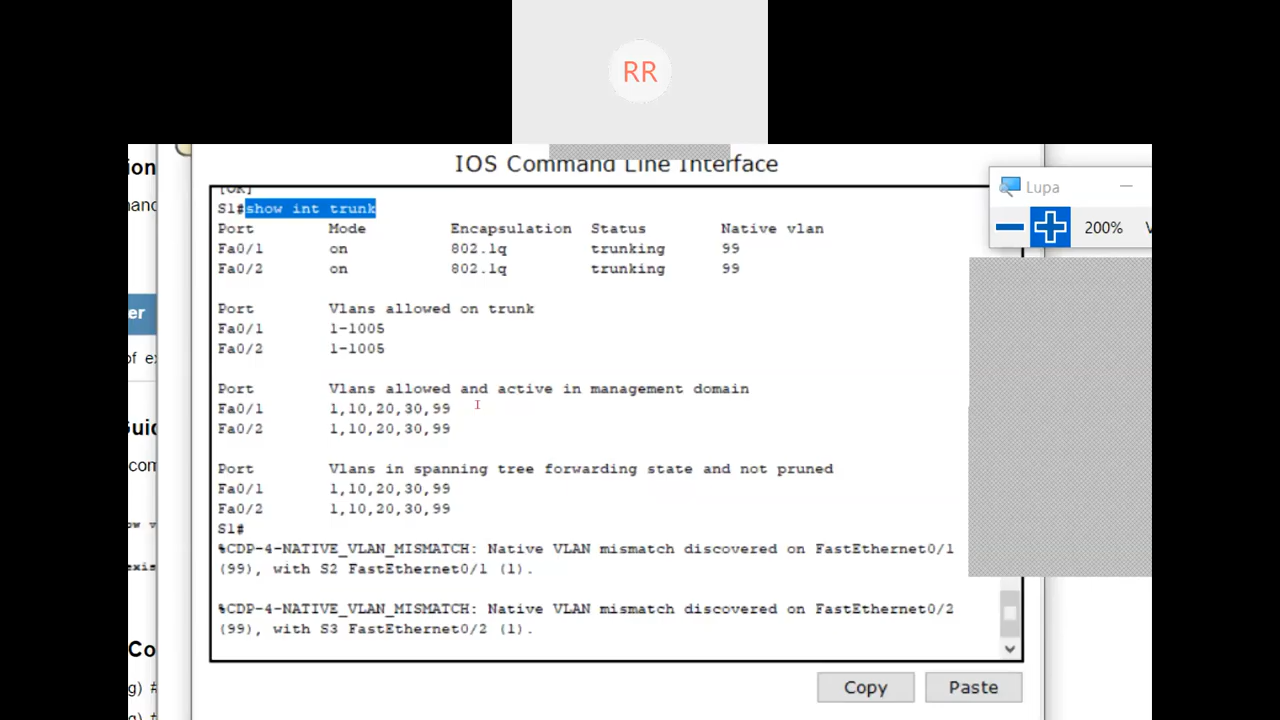 RR
IOS Command Line Interface
[OK]
S1#show int trunk
Port Mode Encapsulation Status Native vlan
Fa0/1 on 802.1q trunking 99
Fa0/2 on 802.1q trunking 99
Port Vlans allowed on trunk
Fa0/1 1-1005
Fa0/2 1-1005
Port Vlans allowed and active in management domain
Fa0/1 1,10,20,30,99
Fa0/2 1,10,20,30,99
Port Vlans in spanning tree forwarding state and not pruned
Fa0/1 1,10,20,30,99
Fa0/2 1,10,20,30,99
S1#
%CDP-4-NATIVE_VLAN_MISMATCH: Native VLAN mismatch discovered on FastEthernet0/1
(99), with S2 FastEthernet0/1 (1).
%CDP-4-NATIVE_VLAN_MISMATCH: Native VLAN mismatch discovered on FastEthernet0/2
(99), with S3 FastEthernet0/2 (1).
Copy Paste
Lupa
200%